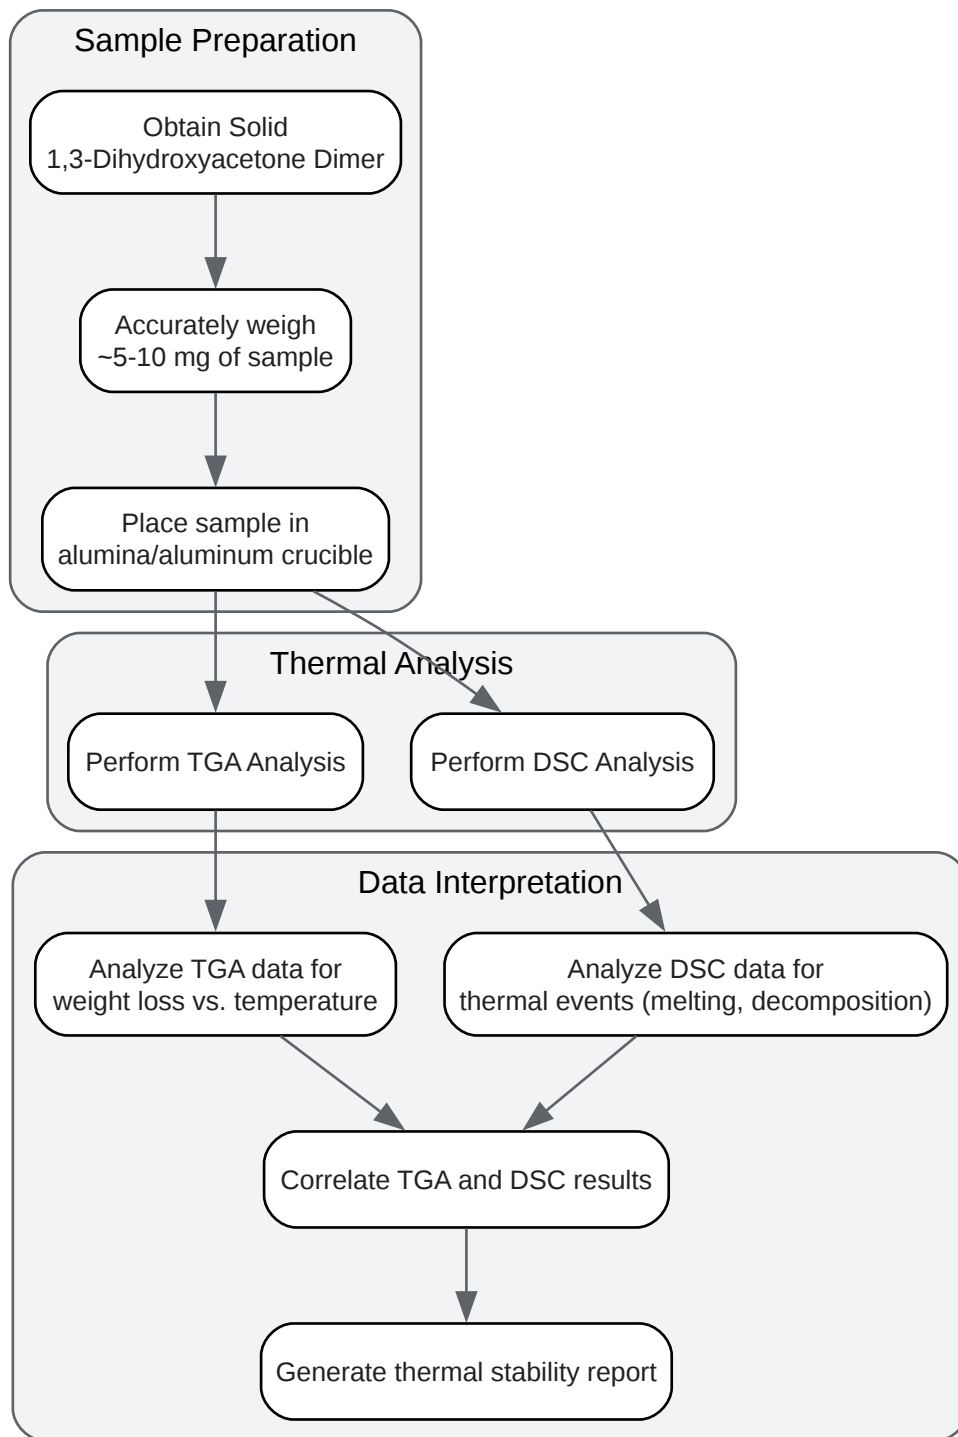 Sample Preparation
Obtain Solid
1,3-Dihydroxyacetone Dimer
Accurately weigh
~5-10 mg of sample
Place sample in
alumina/aluminum crucible
Thermal Analysis
Perform TGA Analysis
Perform DSC Analysis
Data Interpretation
Analyze TGA data for
weight loss vs. temperature
Analyze DSC data for
thermal events (melting, decomposition)
Correlate TGA and DSC results
Generate thermal stability report